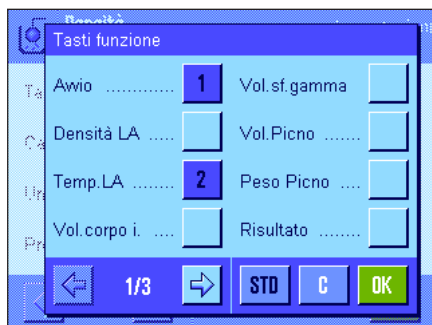 Densità
Tasti funzione
Avvio ............. 1
Vol.sf.gamma
Densità LA .....
Vol.Picno .......
Temp.LA ........ 2
Peso Picno ....
Vol.corpo i. ....
Risultato ........
1/3
STD
C
OK